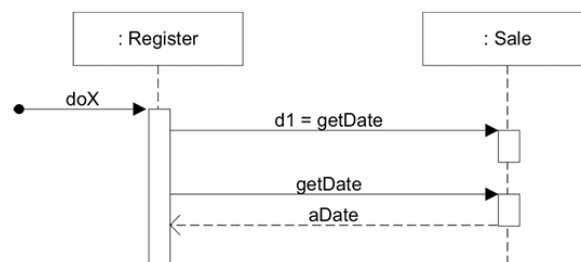 : Register
: Sale
doX
d1 = getDate
getDate
aDate